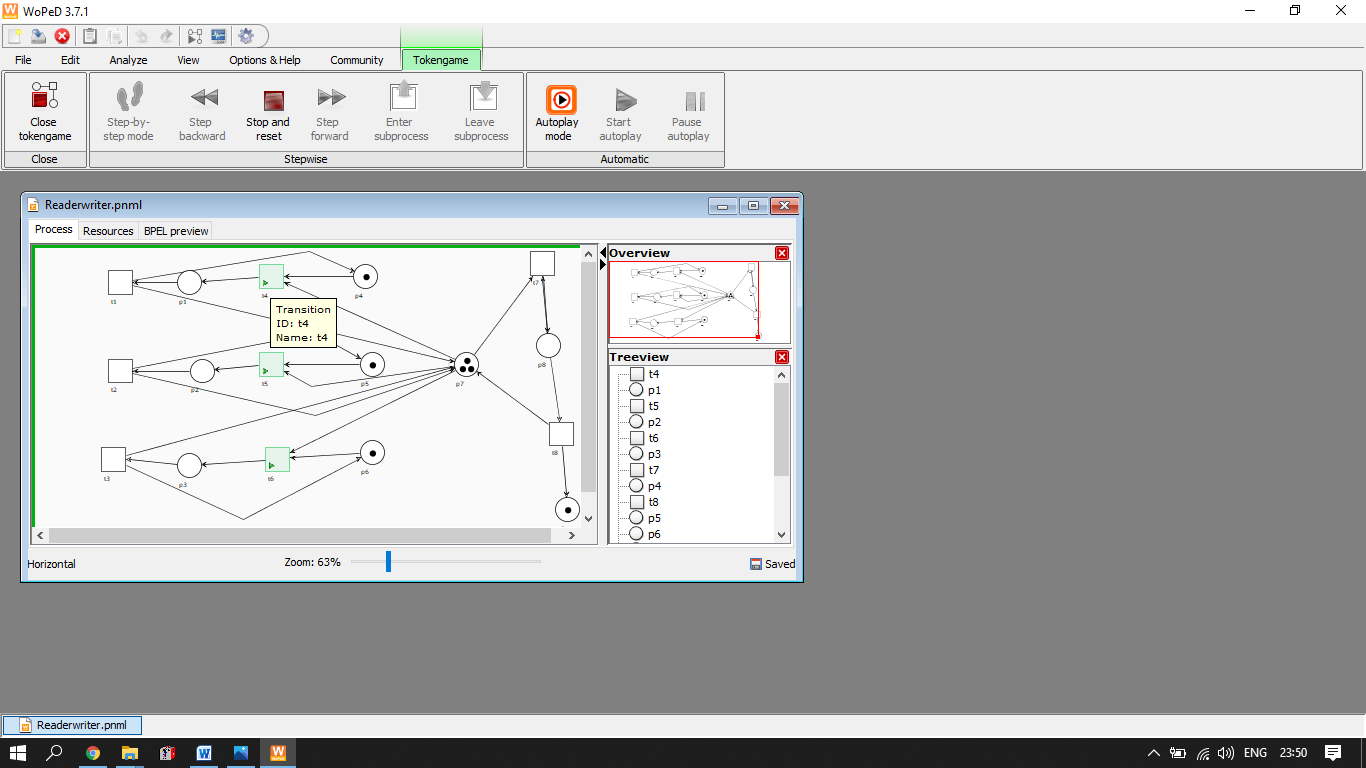 WoPeD 3.7.1
File Edit Analyze View Options & Help Community Tokengame
Close tokengame
Step-by-step mode
Step backward
Stop and reset
Step forward
Enter subprocess
Leave subprocess
Autoplay mode
Start autoplay
Pause autoplay
Close Stepwise Automatic
Readerwriter.pnml
Process Resources BPEL preview
t1 p1 t4 p4 t7
Transition
ID: t4
Name: t4
p8
t2 p2 t5 p5 p7
t3 p3 t6 p6 t8
Overview
Treeview
t4
p1
t5
p2
t6
p3
t7
p4
t8
p5
p6
Horizontal Zoom: 63% Saved
Readerwriter.pnml
ENG 23:50